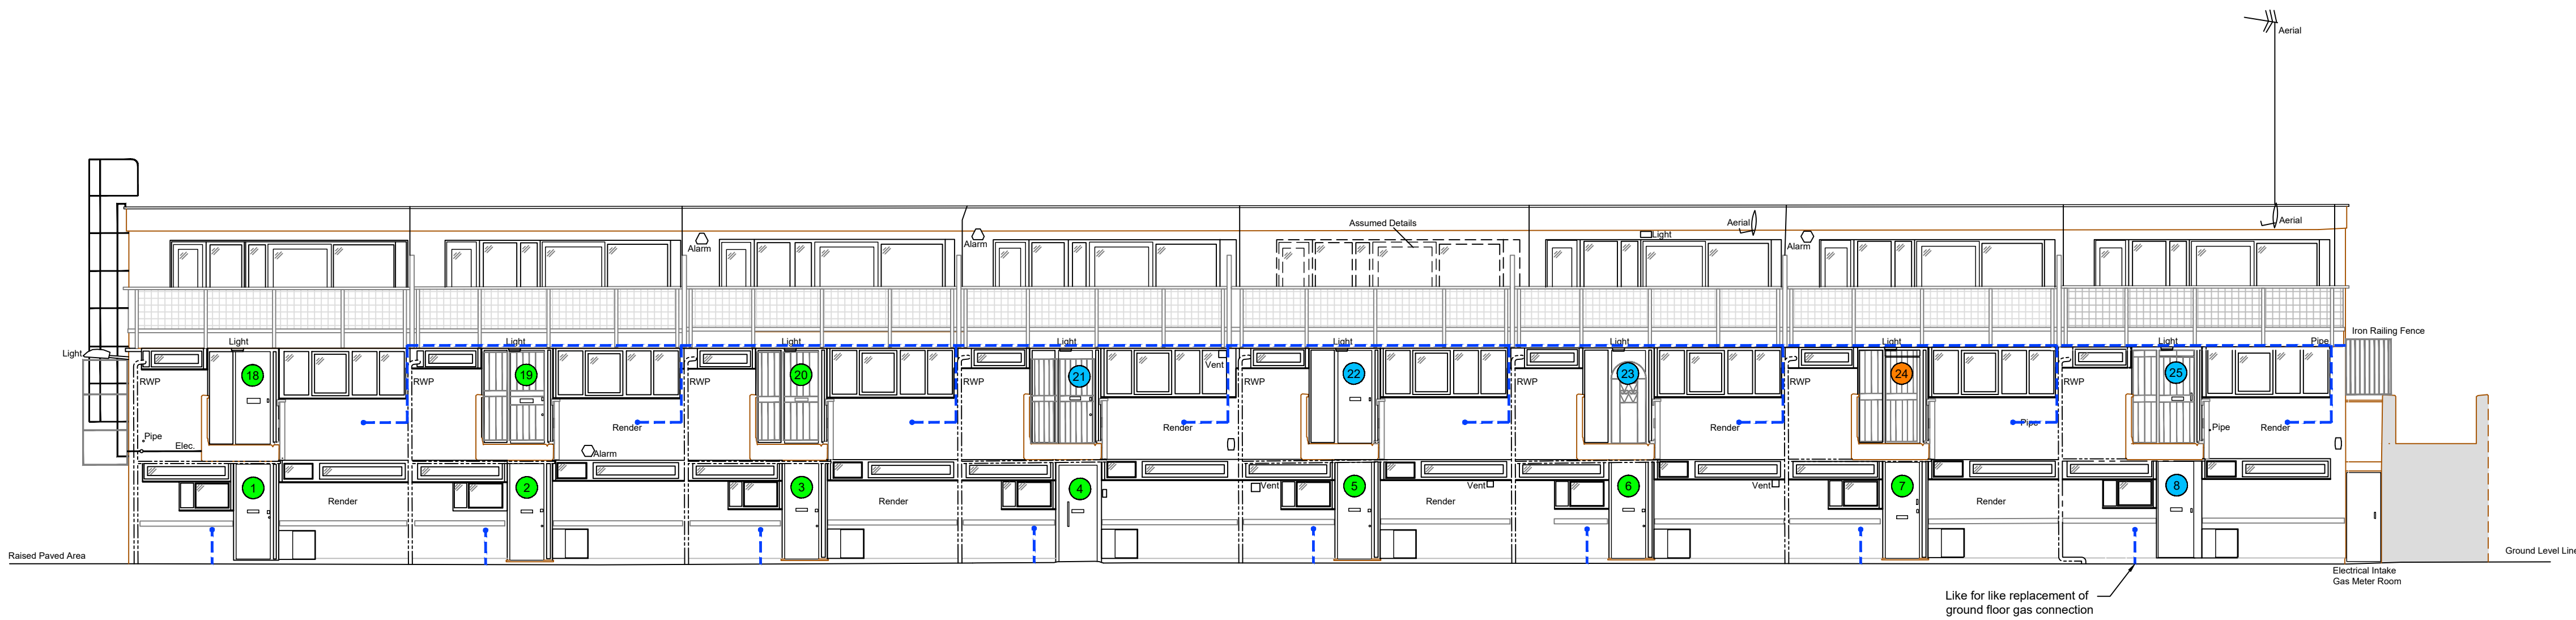 Aerial
Assumed Details
Aerial
Aerial
Light
Alarm
Alarm
Alarm
Iron Railing Fence
Light
Light
Light
Light
Light
Light
Light
Light
Pipe
Light
Vent
18
19
20
21
22
23
24
25
RWP
RWP
RWP
RWP
RWP
RWP
RWP
RWP
Render
Render
Render
Pipe
Pipe
Render
Pipe
Elec.
Alarm
1
2
3
4
5
6
7
8
Vent
Vent
Vent
Render
Render
Render
Render
Raised Paved Area
Ground Level Line
Electrical Intake
Gas Meter Room
Like for like replacement of
ground floor gas connection